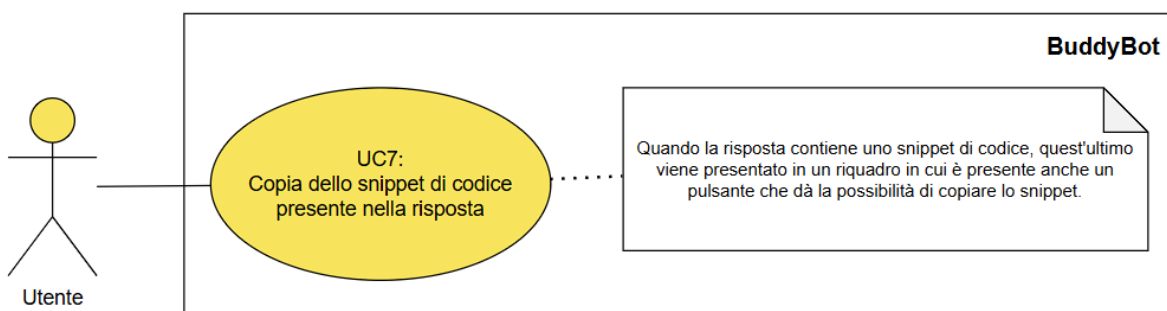 BuddyBot
UC7:
Copia dello snippet di codice
presente nella risposta
Quando la risposta contiene uno snippet di codice, quest'ultimo
viene presentato in un riquadro in cui è presente anche un
pulsante che dà la possibilità di copiare lo snippet.
Utente